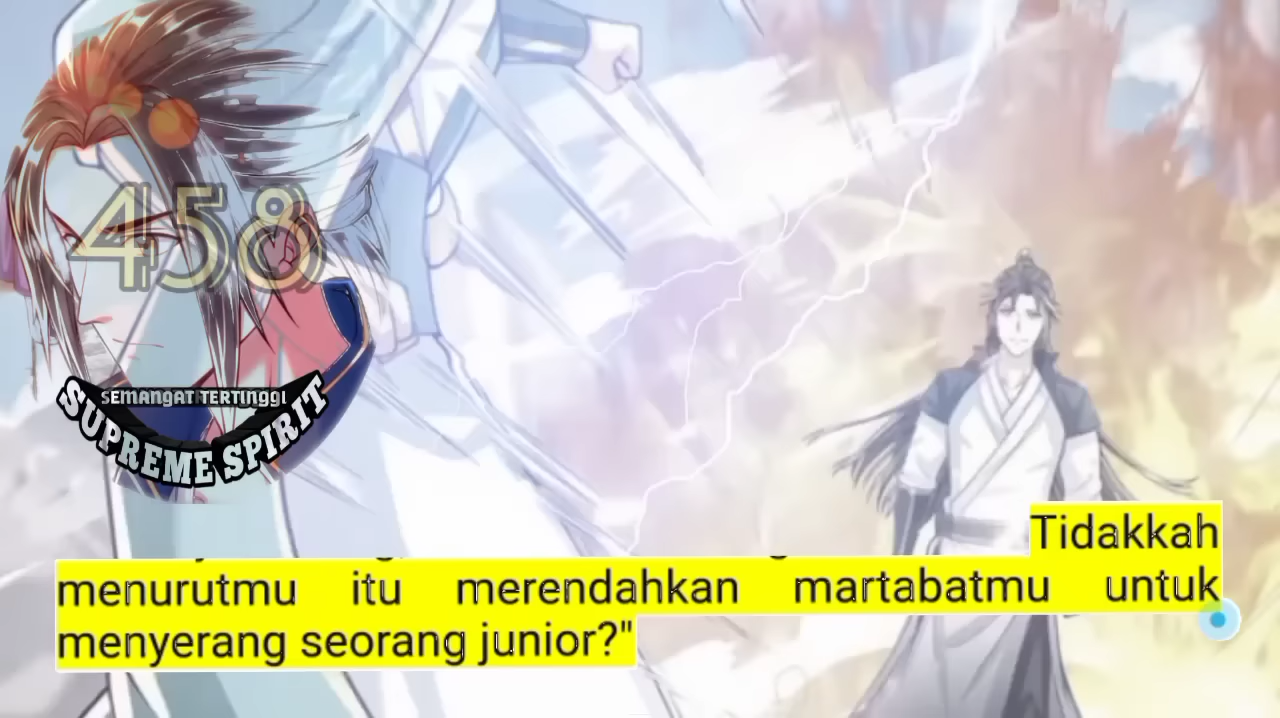 458
SEMANGAT TERTINGGI
SUPREME SPIRIT
Tidakkah
menurutmu itu merendahkan martabatmu untuk
menyerang seorang junior?"